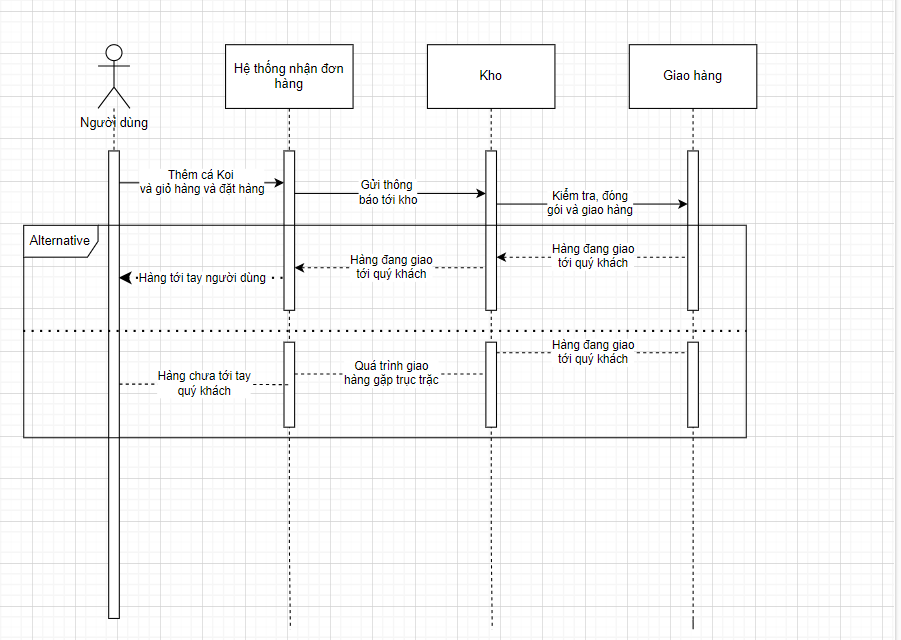 Hệ thống nhận đơn
hàng
Kho
Giao hàng
Người dùng
Thêm cá Koi
và giỏ hàng và đặt hàng
Gửi thông
báo tới kho
Kiểm tra, đóng
gói và giao hàng
Alternative
Hàng đang giao
tới quý khách
Hàng đang giao
tới quý khách
Hàng tới tay người dùng
Hàng đang giao
tới quý khách
Quá trình giao
hàng gặp trục trặc
Hàng chưa tới tay
quý khách